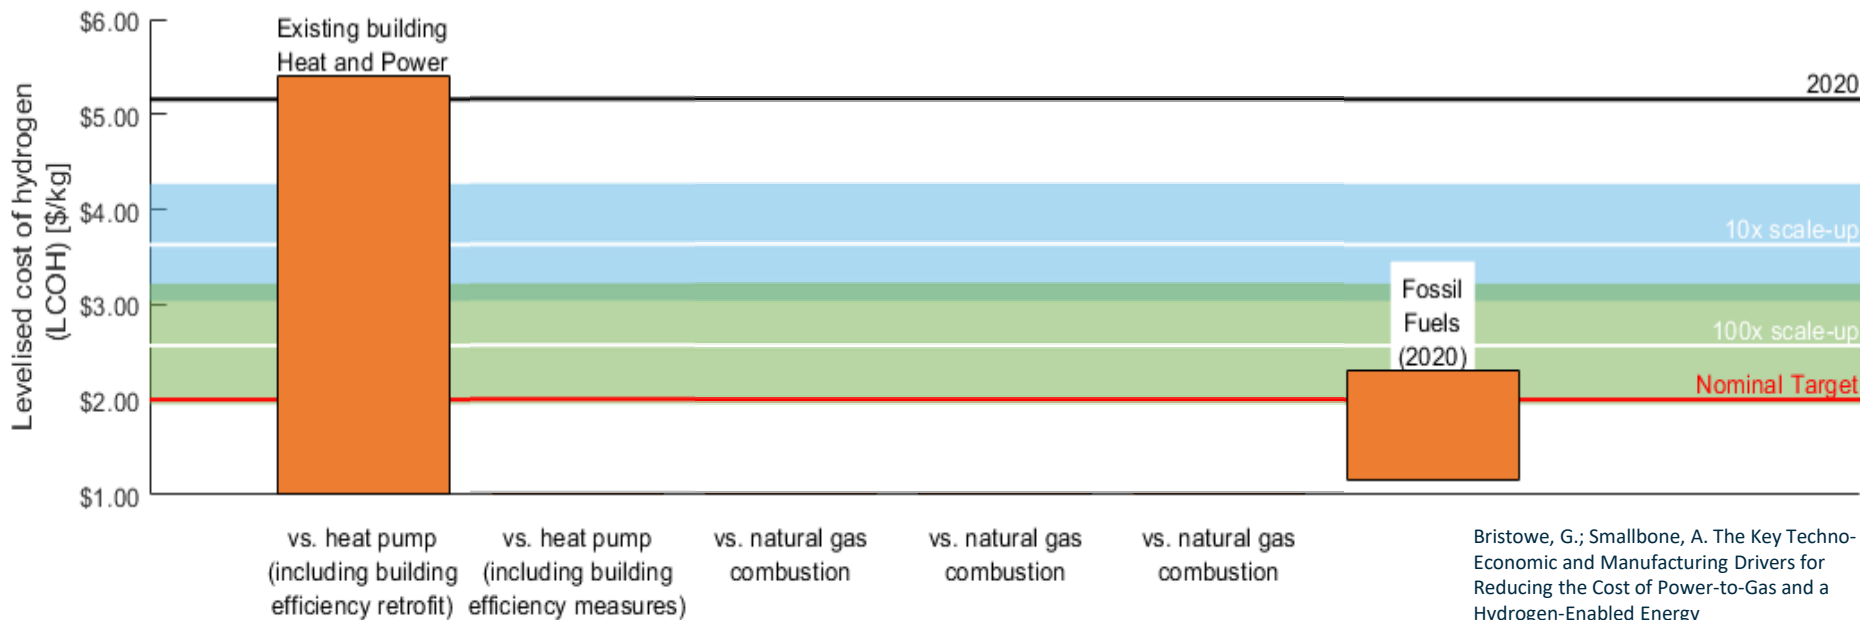 $6.00
Existing building
Heat and Power
2020
$5.00
$4.00
10x scale-up
$3.00
Fossil
Fuels
(2020)
100x scale-up
Nominal Target
$2.00
$1.00
Levelised cost of hydrogen
(LCOH) [$/kg]
vs. heat pump
(including building
efficiency retrofit)
vs. heat pump
(including building
efficiency measures)
vs. natural gas
combustion
vs. natural gas
combustion
vs. natural gas
combustion
Bristowe, G.; Smallbone, A. The Key Techno-
Economic and Manufacturing Drivers for
Reducing the Cost of Power-to-Gas and a
Hydrogen-Enabled Energy